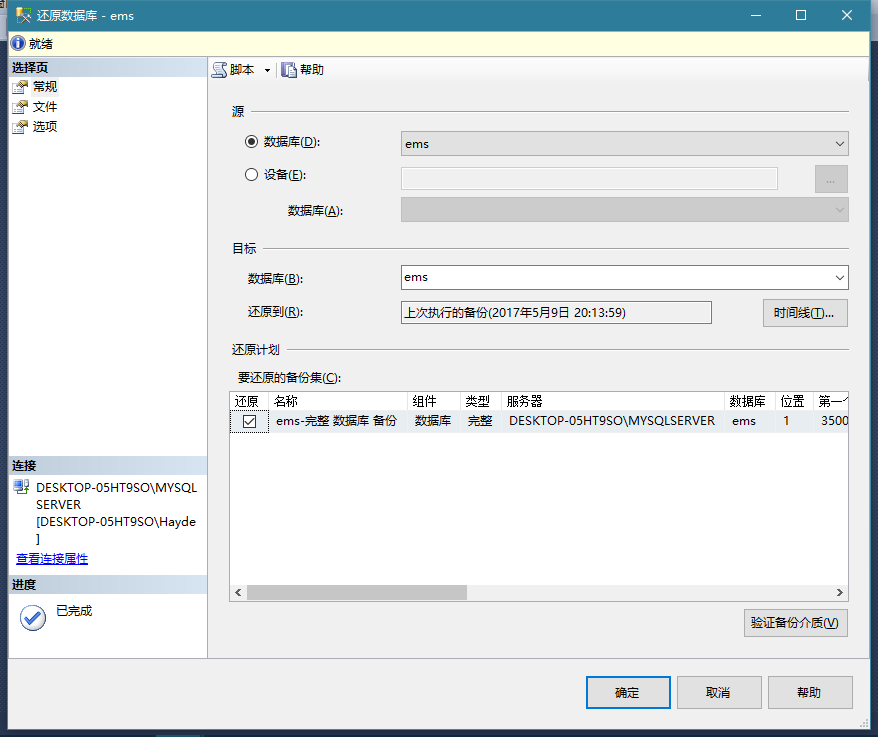 还原数据库 - ems
就绪
选择页
常规
文件
选项
脚本
帮助
源
数据库(D):
ems
设备(E):
...
数据库(A):
目标
数据库(B):
ems
还原到(R):
上次执行的备份(2017年5月9日 20:13:59)
时间线(T)...
还原计划
要还原的备份集(C):
还原 名称 组件 类型 服务器 数据库 位置 第一个
ems-完整 数据库 备份 数据库 完整 DESKTOP-05HT9SO\MYSQLSERVER ems 1 3500
验证备份介质(V)
连接
DESKTOP-05HT9SO\MYSQL
SERVER
[DESKTOP-05HT9SO\Hayde
]
查看连接属性
进度
已完成
确定
取消
帮助